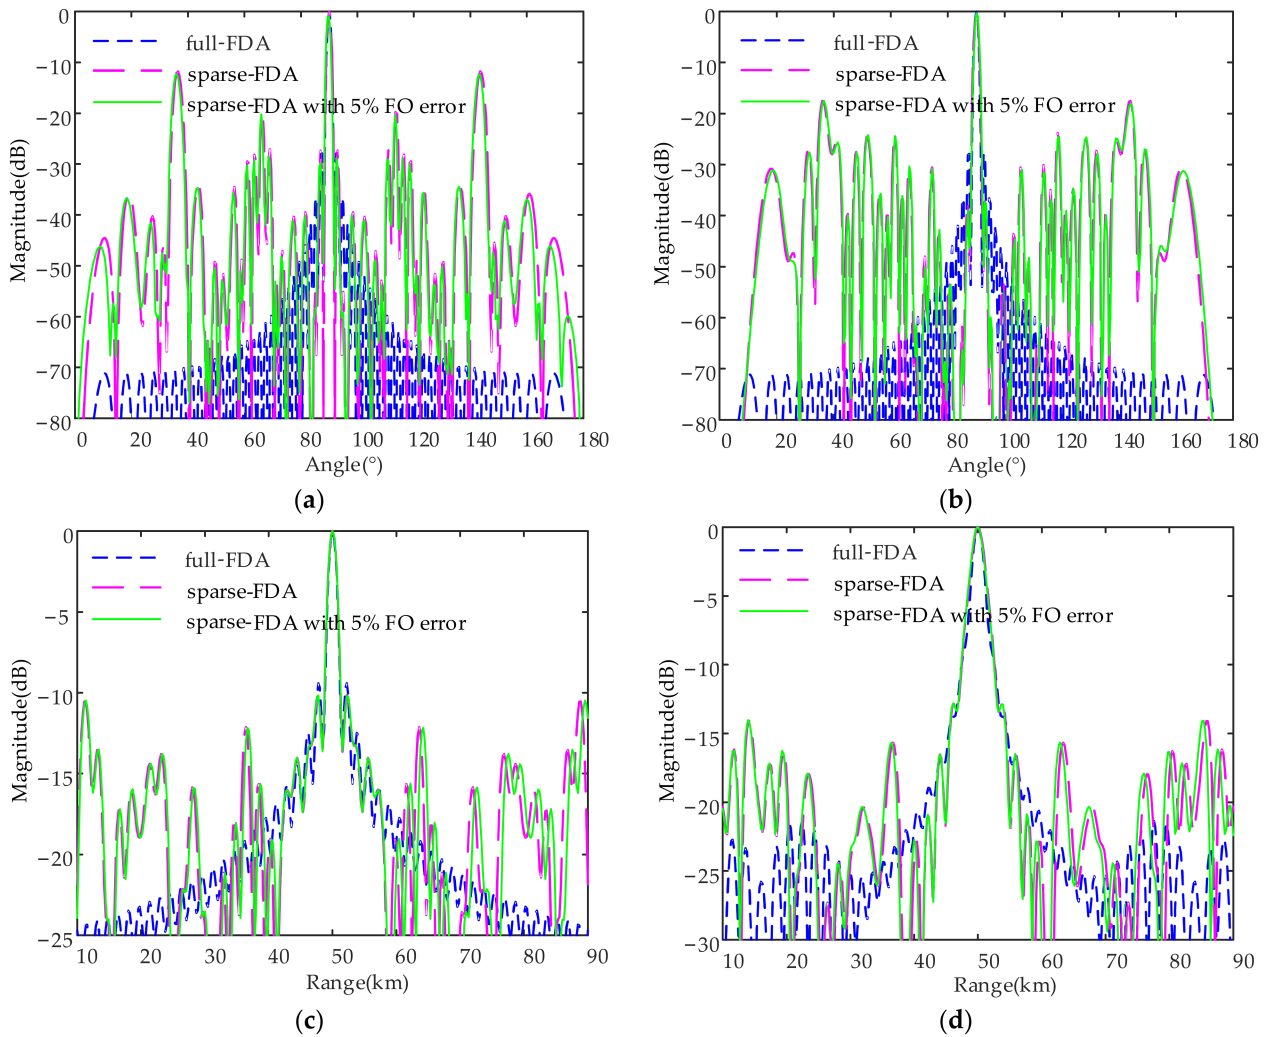 0
−10
−20
−30
−40
−50
−60
−70
−80
Magnitude(dB)
full-FDA
sparse-FDA
sparse-FDA with 5% FO error
0 20 40 60 80 100 120 140 160 180
Angle(°)
(a)
0
−10
−20
−30
−40
−50
−60
−70
−80
Magnitude(dB)
full-FDA
sparse-FDA
sparse-FDA with 5% FO error
0 20 40 60 80 100 120 140 160 180
Angle(°)
(b)
0
−5
−10
−15
−20
−25
Magnitude(dB)
full-FDA
sparse-FDA
sparse-FDA with 5% FO error
10 20 30 40 50 60 70 80 90
Range(km)
(c)
0
−5
−10
−15
−20
−25
−30
Magnitude(dB)
full-FDA
sparse-FDA
sparse-FDA with 5% FO error
10 20 30 40 50 60 70 80 90
Range(km)
(d)